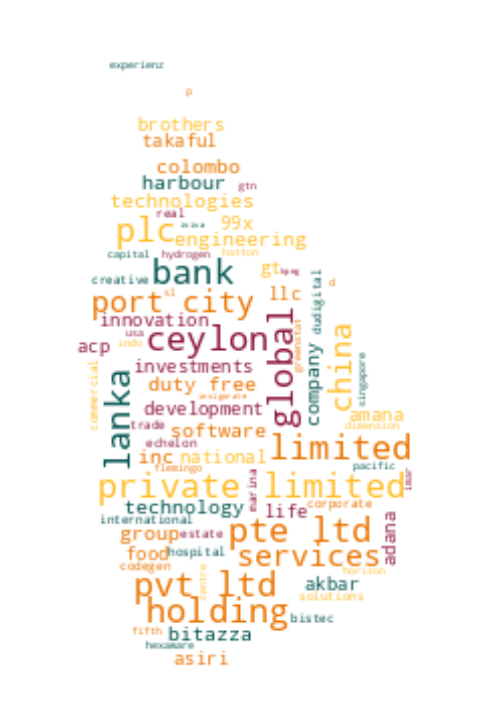 experienz
p
brothers
takaful
colombo
harbour
gtn
technologies
real
plc
99x
engineering
capital
hydrogen
hatton
bank
gt
creative
dudigital
d
port city
sl
llc
innovation
usa
indo
ceylon
global
greenstat
acp
investments
company
china
singapore
commercial
lanka
duty free
development
amana
dimension
trade
software
echelon
limited
inc
national
flemingo
pacific
private limited
marina
imar
technology
life
corporate
international
group
estate
pte ltd
adana
food
hospital
services
codegen
centre
horizon
pvt ltd
akbar
solutions
holding
bistec
fifth
bitazza
hexaware
asiri